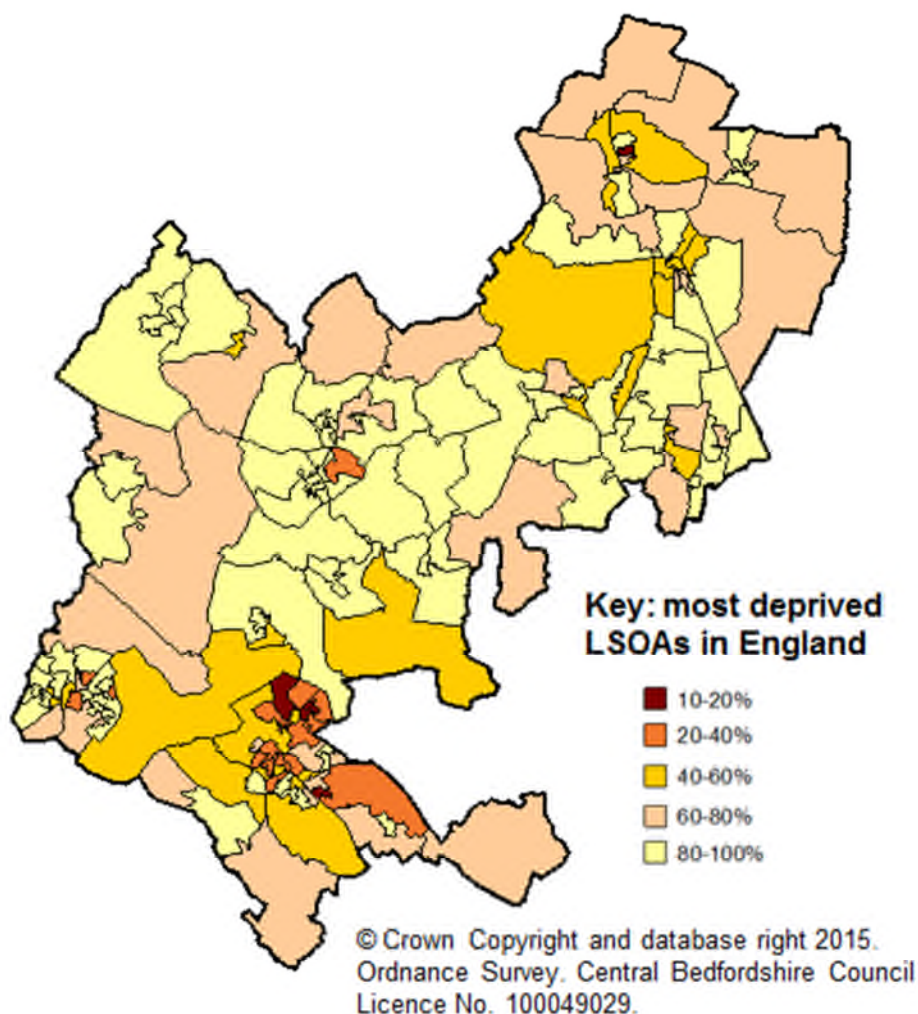 Key: most deprived
LSOAs in England
10-20%
20-40%
40-60%
60-80%
80-100%
© Crown Copyright and database right 2015.
Ordnance Survey. Central Bedfordshire Council
Licence No. 100049029.